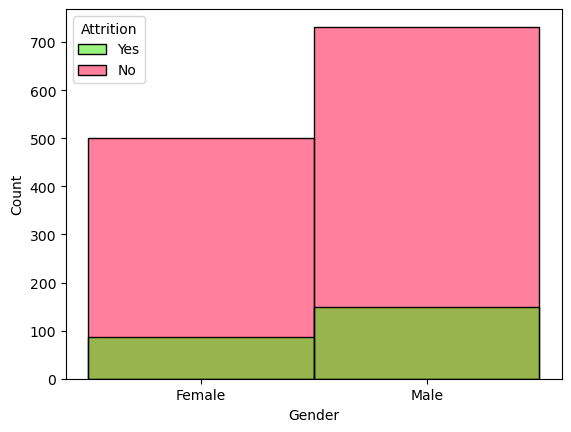 Attrition
Yes
No
Count
700
600
500
400
300
200
100
0
Female Male
Gender